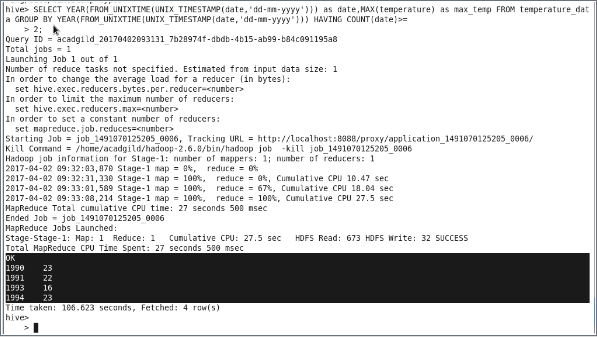 hive> SELECT YEAR(FROM_UNIXTIME(UNIX_TIMESTAMP(date,'dd-mm-yyyy'))) as date,MAX(temperature) as max_temp FROM temperature_dat
a GROUP BY YEAR(FROM_UNIXTIME(UNIX_TIMESTAMP(date,'dd-mm-yyyy'))) HAVING COUNT(date)>=
> 2;
Query ID = acadgild_20170402093131_7b28974f-dbdb-4b15-ab99-b84c091195a8
Total jobs = 1
Launching Job 1 out of 1
Number of reduce tasks not specified. Estimated from input data size: 1
In order to change the average load for a reducer (in bytes):
set hive.exec.reducers.bytes.per.reducer=<number>
In order to limit the maximum number of reducers:
set hive.exec.reducers.max=<number>
In order to set a constant number of reducers:
set mapreduce.job.reduces=<number>
Starting Job = job_1491070125205_0006, Tracking URL = http://localhost:8088/proxy/application_1491070125205_0006/
Kill Command = /home/acadgild/hadoop-2.6.0/bin/hadoop job  -kill job_1491070125205_0006
Hadoop job information for Stage-1: number of mappers: 1; number of reducers: 1
2017-04-02 09:32:03,870 Stage-1 map = 0%,  reduce = 0%
2017-04-02 09:32:31,330 Stage-1 map = 100%,  reduce = 0%, Cumulative CPU 10.47 sec
2017-04-02 09:33:01,589 Stage-1 map = 100%,  reduce = 67%, Cumulative CPU 18.04 sec
2017-04-02 09:33:08,214 Stage-1 map = 100%,  reduce = 100%, Cumulative CPU 27.5 sec
MapReduce Total cumulative CPU time: 27 seconds 500 msec
Ended Job = job_1491070125205_0006
MapReduce Jobs Launched:
Stage-Stage-1: Map: 1  Reduce: 1   Cumulative CPU: 27.5 sec   HDFS Read: 673 HDFS Write: 32 SUCCESS
Total MapReduce CPU Time Spent: 27 seconds 500 msec
OK
1990    23
1991    22
1993    16
1994    23
Time taken: 106.623 seconds, Fetched: 4 row(s)
hive>
>